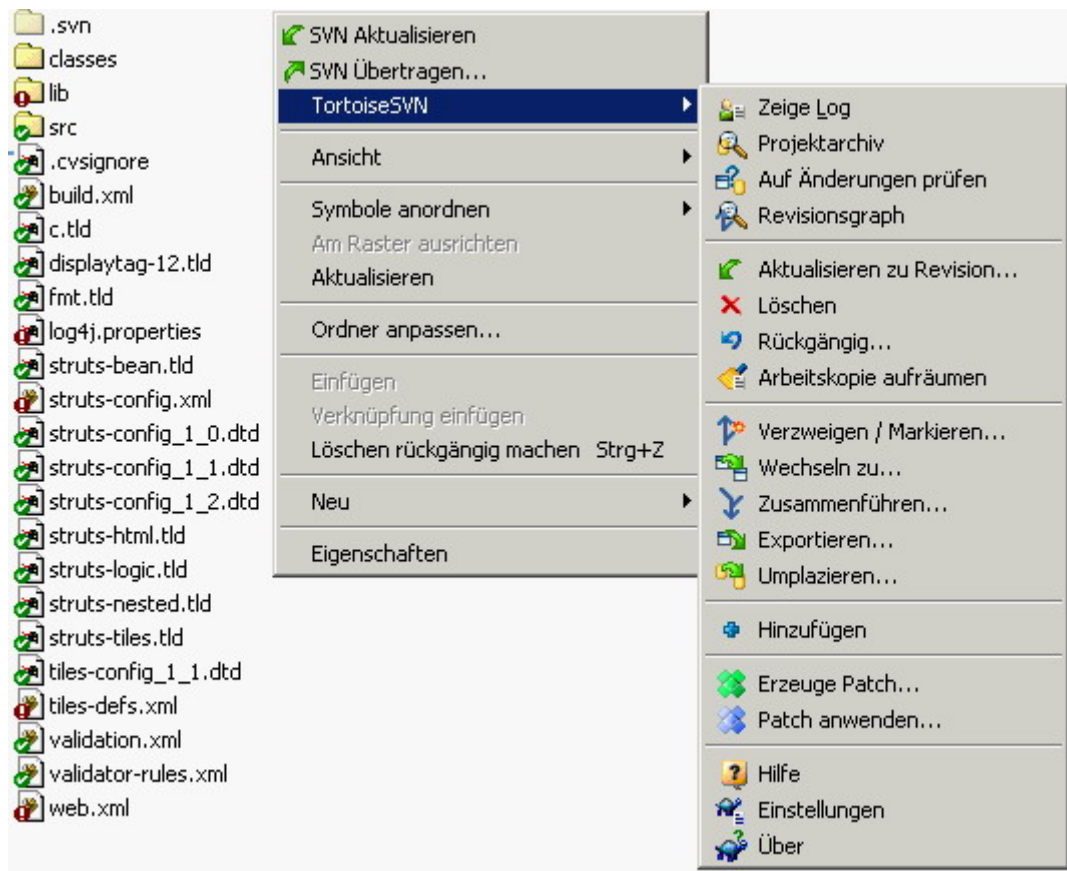 .svn
classes
lib
src
.cvsignore
build.xml
c.tld
displaytag-12.tld
fmt.tld
log4j.properties
struts-bean.tld
struts-config.xml
struts-config_1_0.dtd
struts-config_1_1.dtd
struts-config_1_2.dtd
struts-html.tld
struts-logic.tld
struts-nested.tld
struts-tiles.tld
tiles-config_1_1.dtd
tiles-defs.xml
validation.xml
validator-rules.xml
web.xml
SVN Aktualisieren
SVN Übertragen...
TortoiseSVN
Ansicht
Symbole anordnen
Am Raster ausrichten
Aktualisieren
Ordner anpassen...
Einfügen
Verknüpfung einfügen
Löschen rückgängig machen Strg+Z
Neu
Eigenschaften
Zeige Log
Projektarchiv
Auf Änderungen prüfen
Revisionsgraph
Aktualisieren zu Revision...
Löschen
Rückgängig...
Arbeitskopie aufräumen
Verzweigen / Markieren...
Wechseln zu...
Zusammenführen...
Exportieren...
Umplazieren...
Hinzufügen
Erzeuge Patch...
Patch anwenden...
Hilfe
Einstellungen
Über